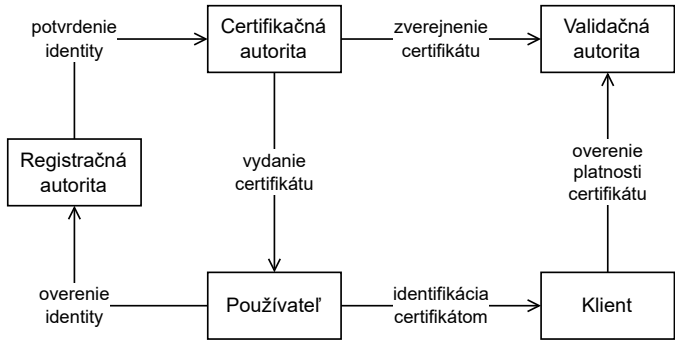 potvrdenie
identity
Certifikačná
autorita
zverejnenie
certifikátu
Validačná
autorita
Registračná
autorita
vydanie
certifikátu
overenie
platnosti
certifikátu
overenie
identity
Používateľ
identifikácia
certifikátom
Klient